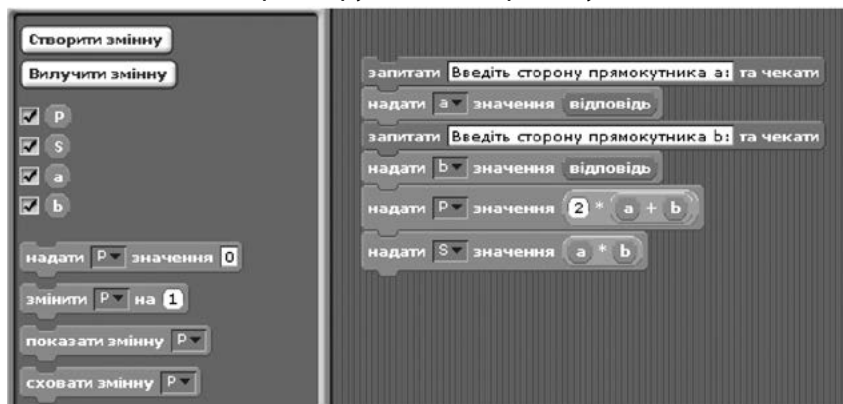 Створити змінну
Вилучити змінну
P
S
a
b
надати P значення 0
змінити P на 1
показати змінну P
сховати змінну P
запитати Введіть сторону прямокутника a: та чекати
надати a значення відповідь
запитати Введіть сторону прямокутника b: та чекати
надати b значення відповідь
надати P значення 2 * a + b
надати S значення a * b